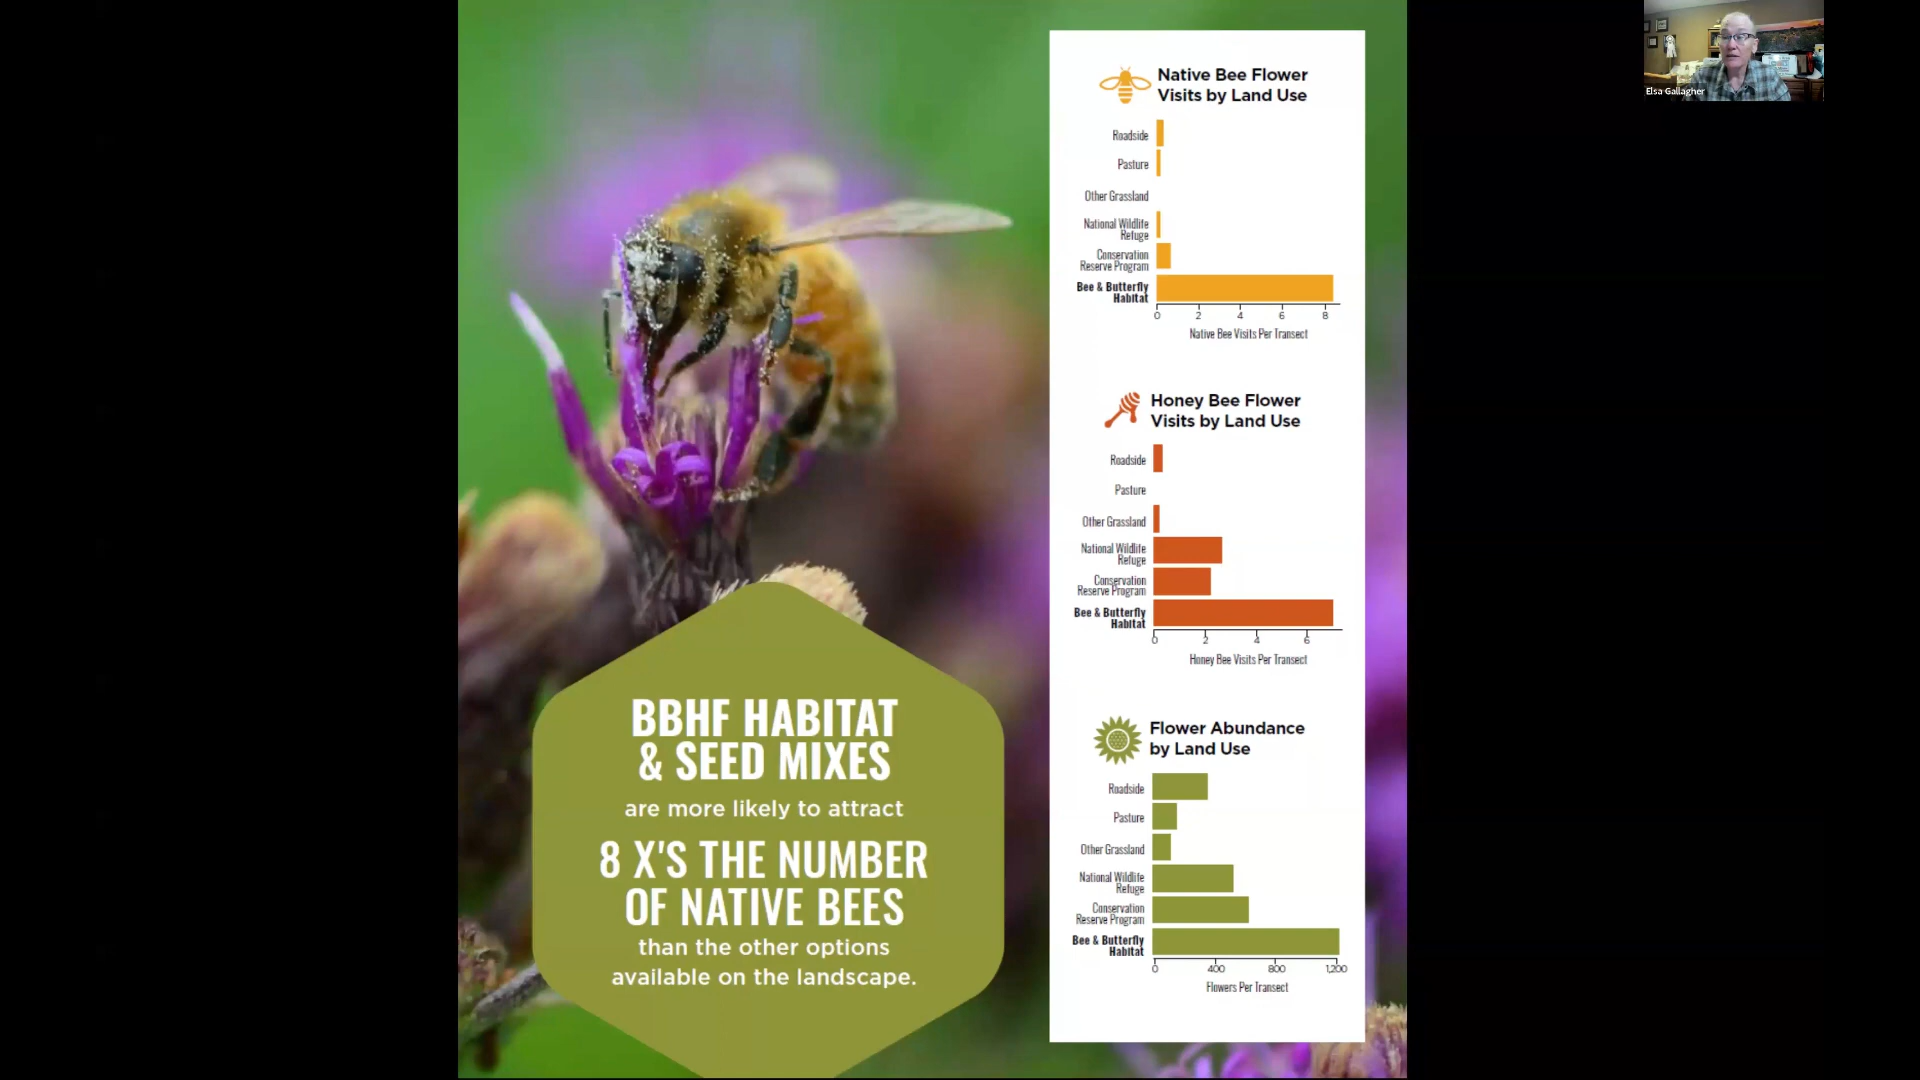 Elsa Gallagher
Native Bee Flower
Visits by Land Use
Roadside
Pasture
Other Grassland
National Wildlife
Refuge
Conservation
Reserve Program
Bee & Butterfly
Habitat
0 2 4 6 8
Native Bee Visits Per Transect
Honey Bee Flower
Visits by Land Use
Roadside
Pasture
Other Grassland
National Wildlife
Refuge
Conservation
Reserve Program
Bee & Butterfly
Habitat
0 2 4 6
Honey Bee Visits Per Transect
Flower Abundance
by Land Use
Roadside
Pasture
Other Grassland
National Wildlife
Refuge
Conservation
Reserve Program
Bee & Butterfly
Habitat
0 400 800 1,200
Flowers Per Transect
BBHF HABITAT
& SEED MIXES
are more likely to attract
8 X'S THE NUMBER
OF NATIVE BEES
than the other options
available on the landscape.